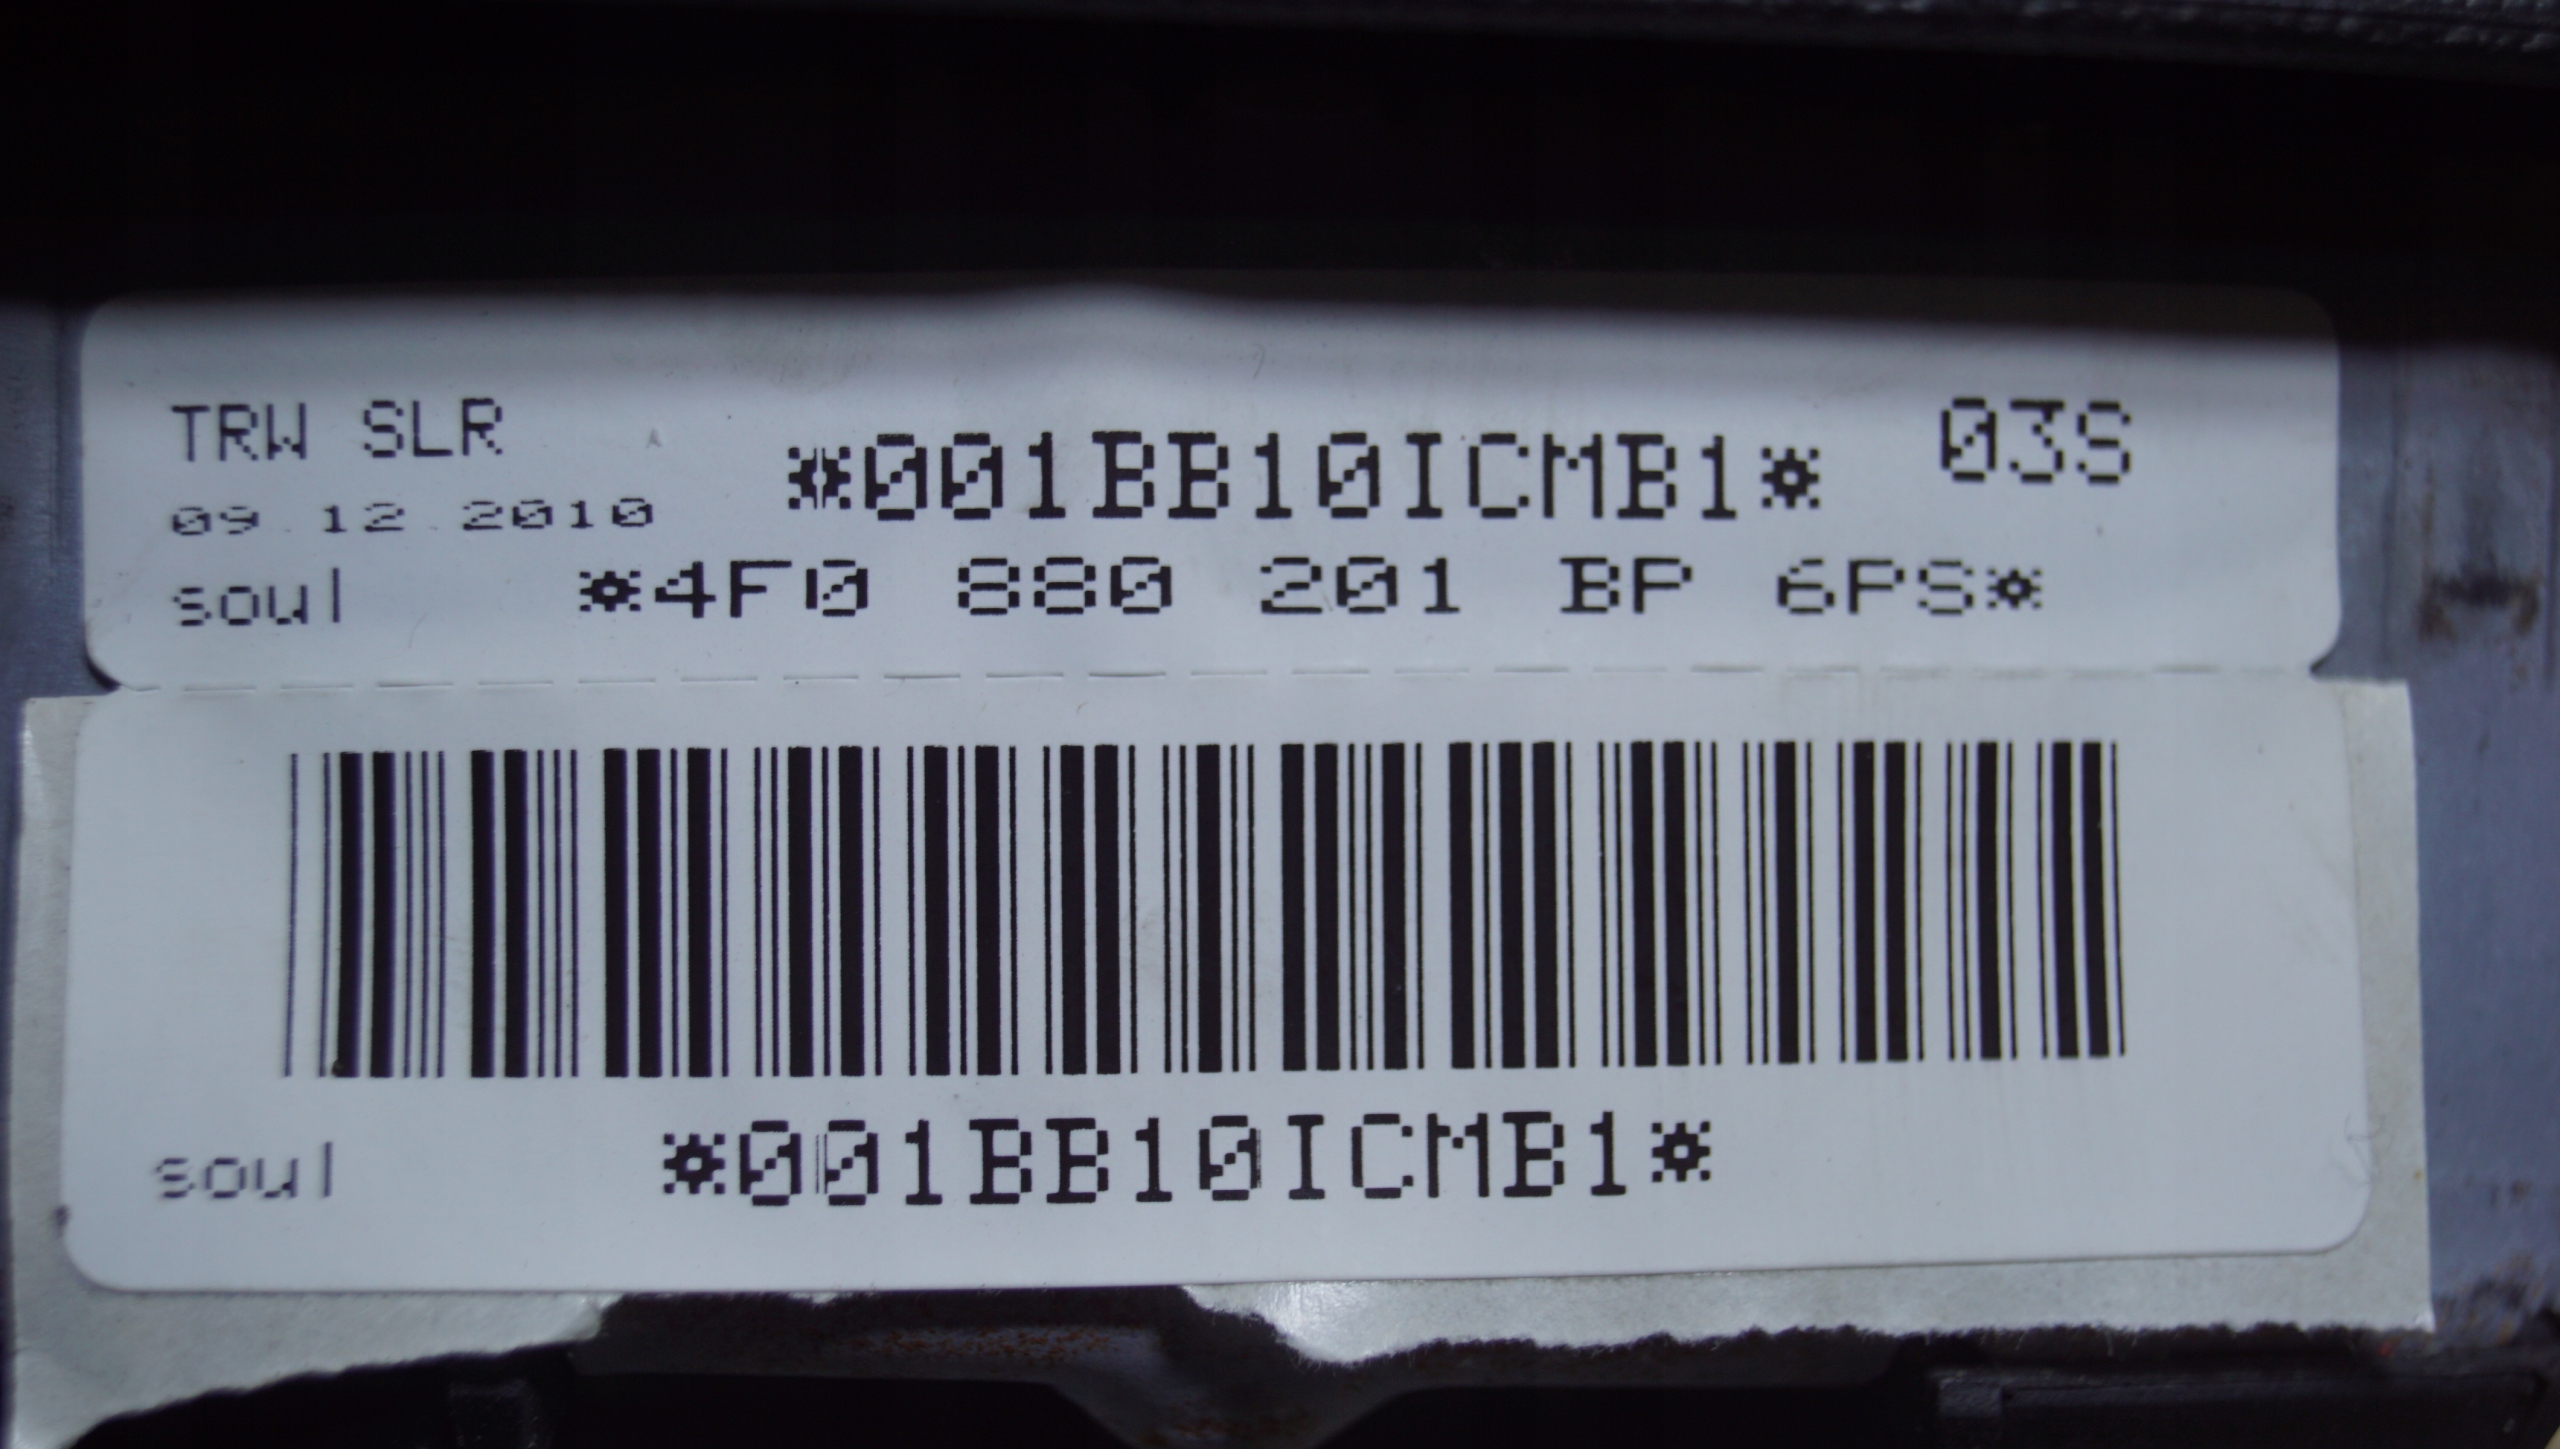 TRW SLR
*001BB10ICMB1*
03S
09.12.2010
soul
*4F0 880 201 BP 6PS*
soul
*001BB10ICMB1*